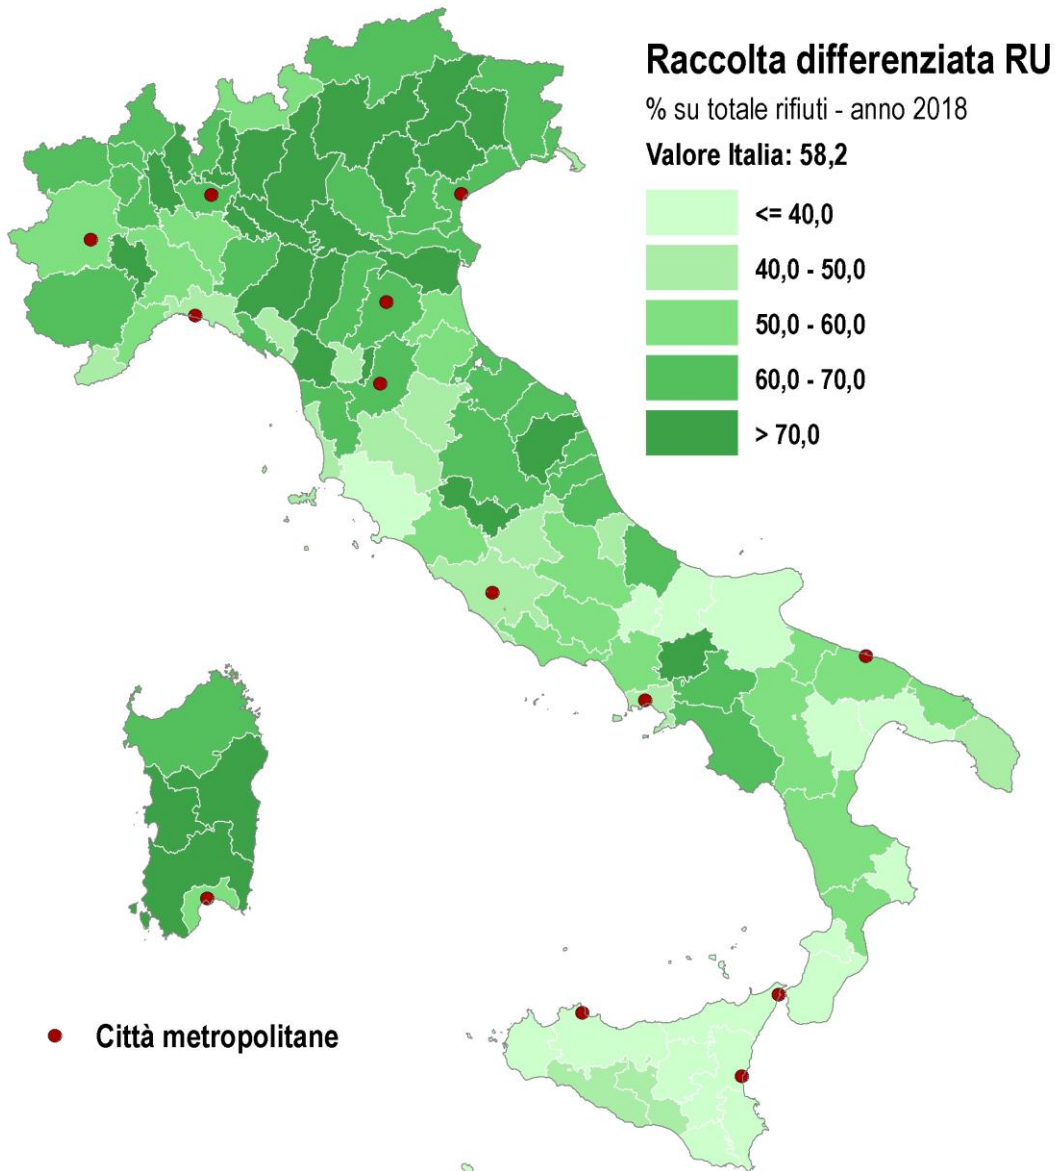 Raccolta differenziata RU
% su totale rifiuti - anno 2018
Valore Italia: 58,2
<= 40,0
40,0 - 50,0
50,0 - 60,0
60,0 - 70,0
> 70,0
Città metropolitane